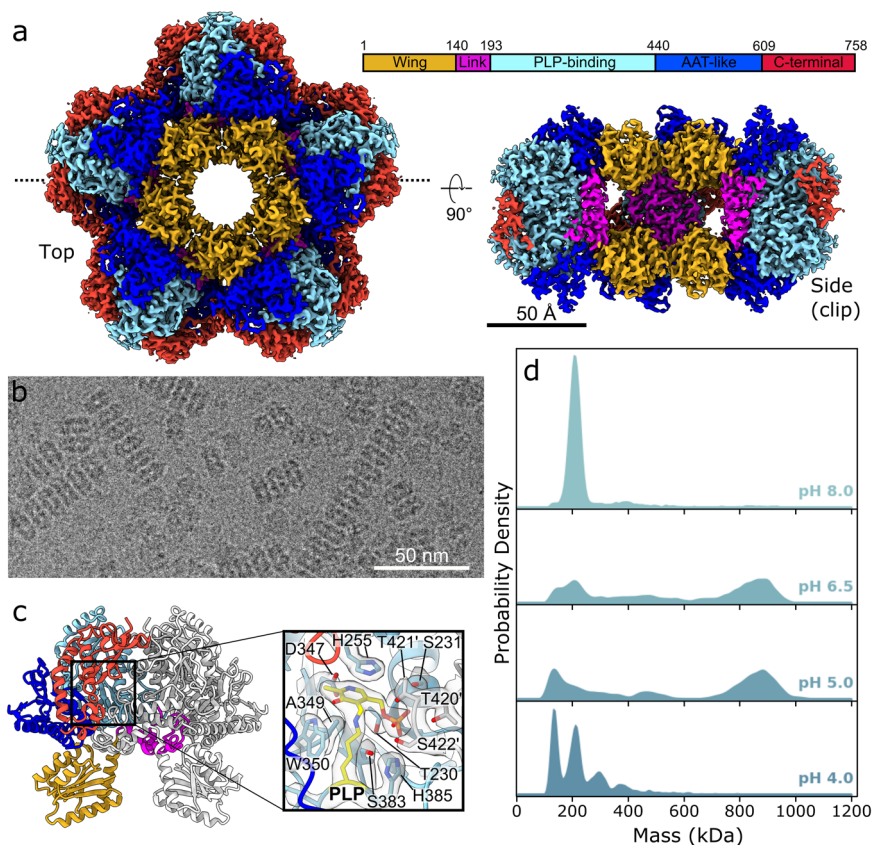 a
1 140 193 440 609 758
Wing Link PLP-binding AAT-like C-terminal
90°
Top
Side
(clip)
50 Å
b
50 nm
c
H255 T421' S231
D347
A349
T420'
W350
S422'
T230
PLP
S383 H385
d
Probability Density
pH 8.0
pH 6.5
pH 5.0
pH 4.0
0 200 400 600 800 1000 1200
Mass (kDa)